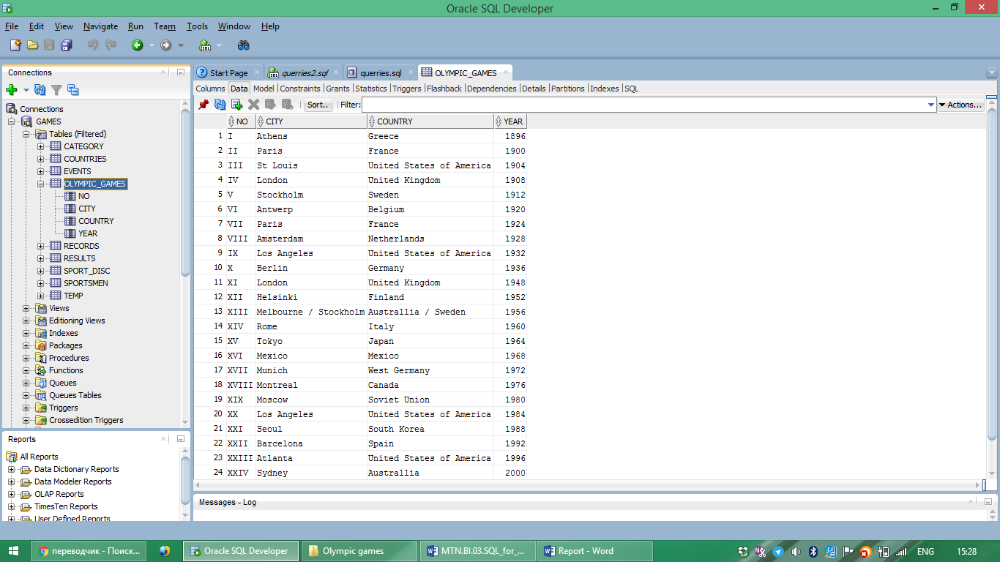 Oracle SQL Developer
File Edit View Navigate Run Team Tools Window Help
Connections
Connections
GAMES
Tables (Filtered)
CATEGORY
COUNTRIES
EVENTS
OLYMPIC_GAMES
NO
CITY
COUNTRY
YEAR
RECORDS
RESULTS
SPORT_DISC
SPORTSMEN
TEMP
Views
Editioning Views
Indexes
Packages
Procedures
Functions
Queues
Queues Tables
Triggers
Crossedition Triggers
Reports
All Reports
Data Dictionary Reports
Data Modeler Reports
OLAP Reports
TimesTen Reports
User Defined Reports
Start Page querries2.sql querries.sql OLYMPIC_GAMES
Columns Data Model Constraints Grants Statistics Triggers Flashback Dependencies Details Partitions Indexes SQL
Sort.. Filter: Actions...
NO CITY COUNTRY YEAR
1 I Athens Greece 1896
2 II Paris France 1900
3 III St Louis United States of America 1904
4 IV London United Kingdom 1908
5 V Stockholm Sweden 1912
6 VI Antwerp Belgium 1920
7 VII Paris France 1924
8 VIII Amsterdam Netherlands 1928
9 IX Los Angeles United States of America 1932
10 X Berlin Germany 1936
11 XI London United Kingdom 1948
12 XII Helsinki Finland 1952
13 XIII Melbourne / Stockholm Australlia / Sweden 1956
14 XIV Rome Italy 1960
15 XV Tokyo Japan 1964
16 XVI Mexico Mexico 1968
17 XVII Munich West Germany 1972
18 XVIII Montreal Canada 1976
19 XIX Moscow Soviet Union 1980
20 XX Los Angeles United States of America 1984
21 XXI Seoul South Korea 1988
22 XXII Barcelona Spain 1992
23 XXIII Atlanta United States of America 1996
24 XXIV Sydney Australlia 2000
Messages - Log
переводчик - Поиск... Oracle SQL Developer Olympic games MTN.BI.03.SQL_for_... Report - Word ENG 15:28